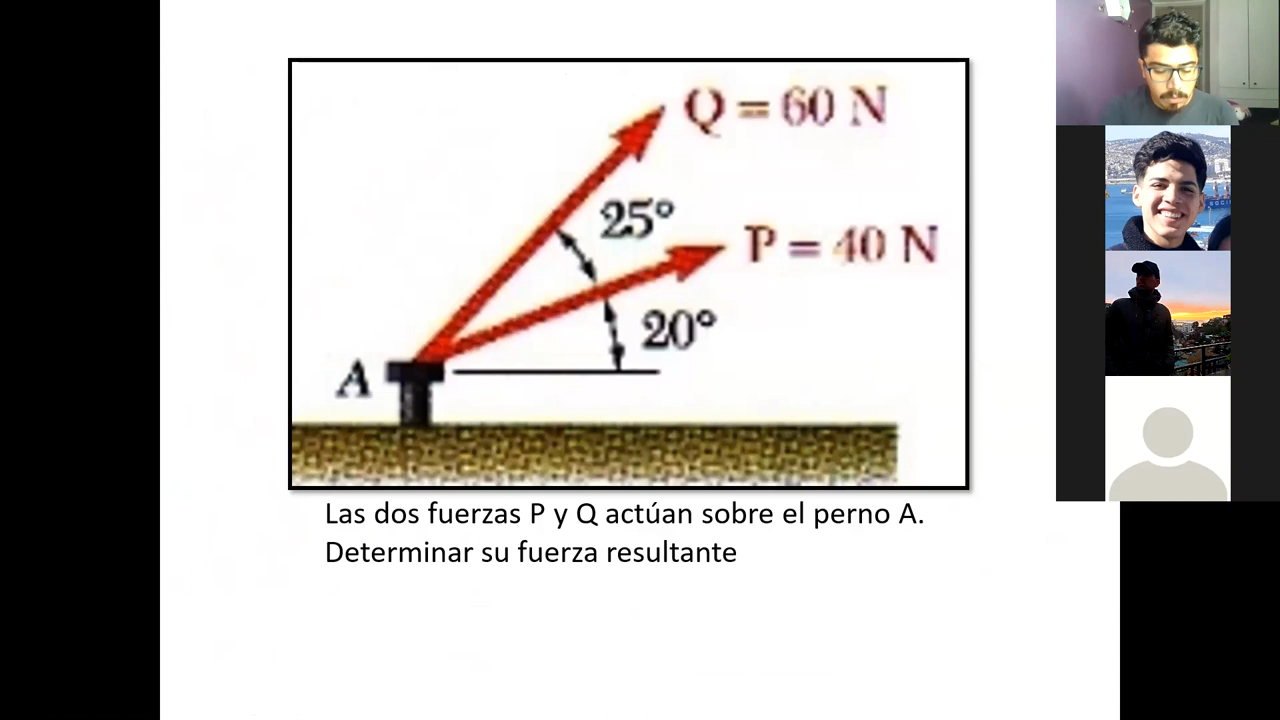 Q = 60 N
25°
P = 40 N
20°
A
Las dos fuerzas P y Q actúan sobre el perno A.
Determinar su fuerza resultante